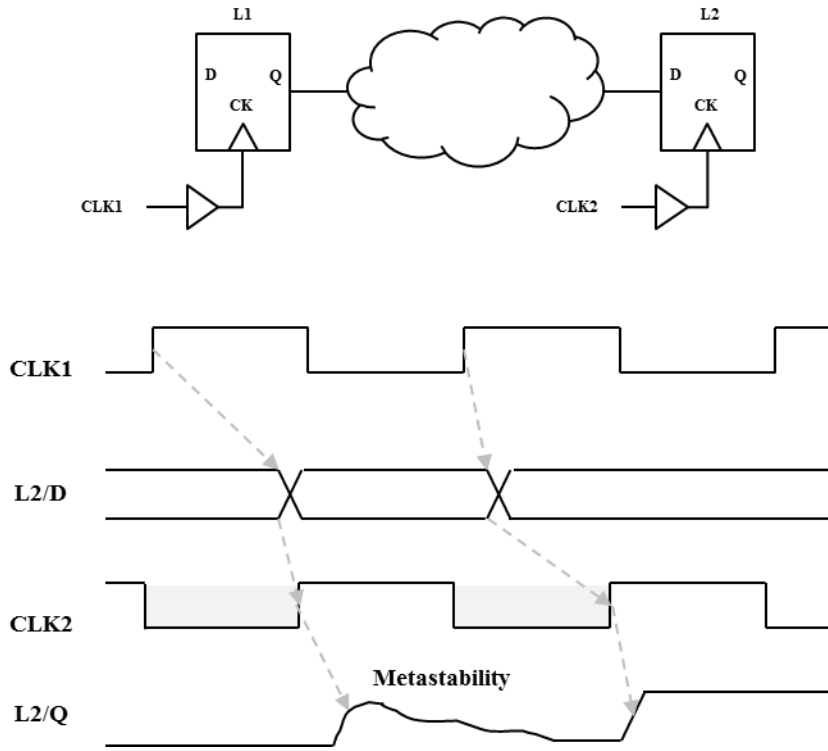 L1
L2
D
Q
CK
D
Q
CK
CLK1
CLK2
CLK1
L2/D
CLK2
Metastability
L2/Q